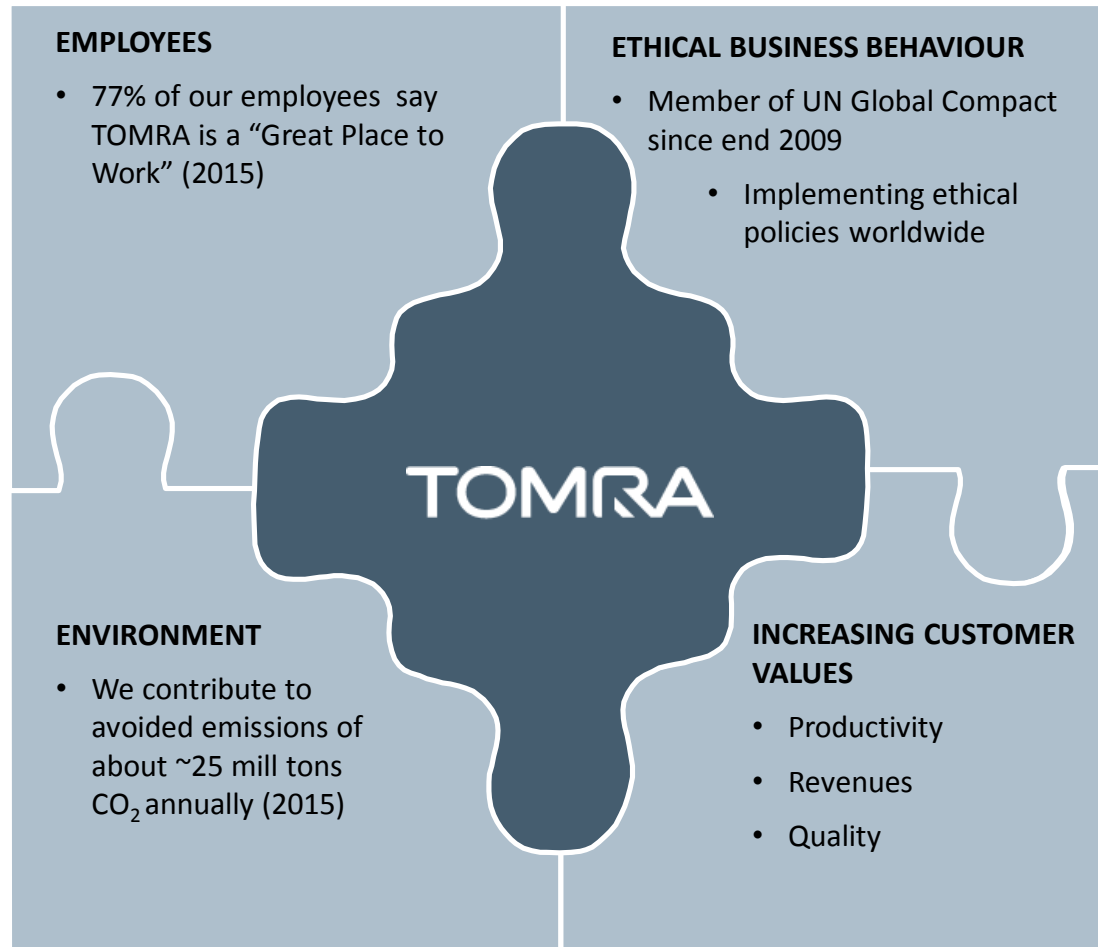 EMPLOYEES
• 77% of our employees say
TOMRA is a “Great Place to
Work” (2015)
ETHICAL BUSINESS BEHAVIOUR
• Member of UN Global Compact
since end 2009
• Implementing ethical
policies worldwide
TOMRA
ENVIRONMENT
• We contribute to
avoided emissions of
about ~25 mill tons
CO₂ annually (2015)
INCREASING CUSTOMER
VALUES
• Productivity
• Revenues
• Quality